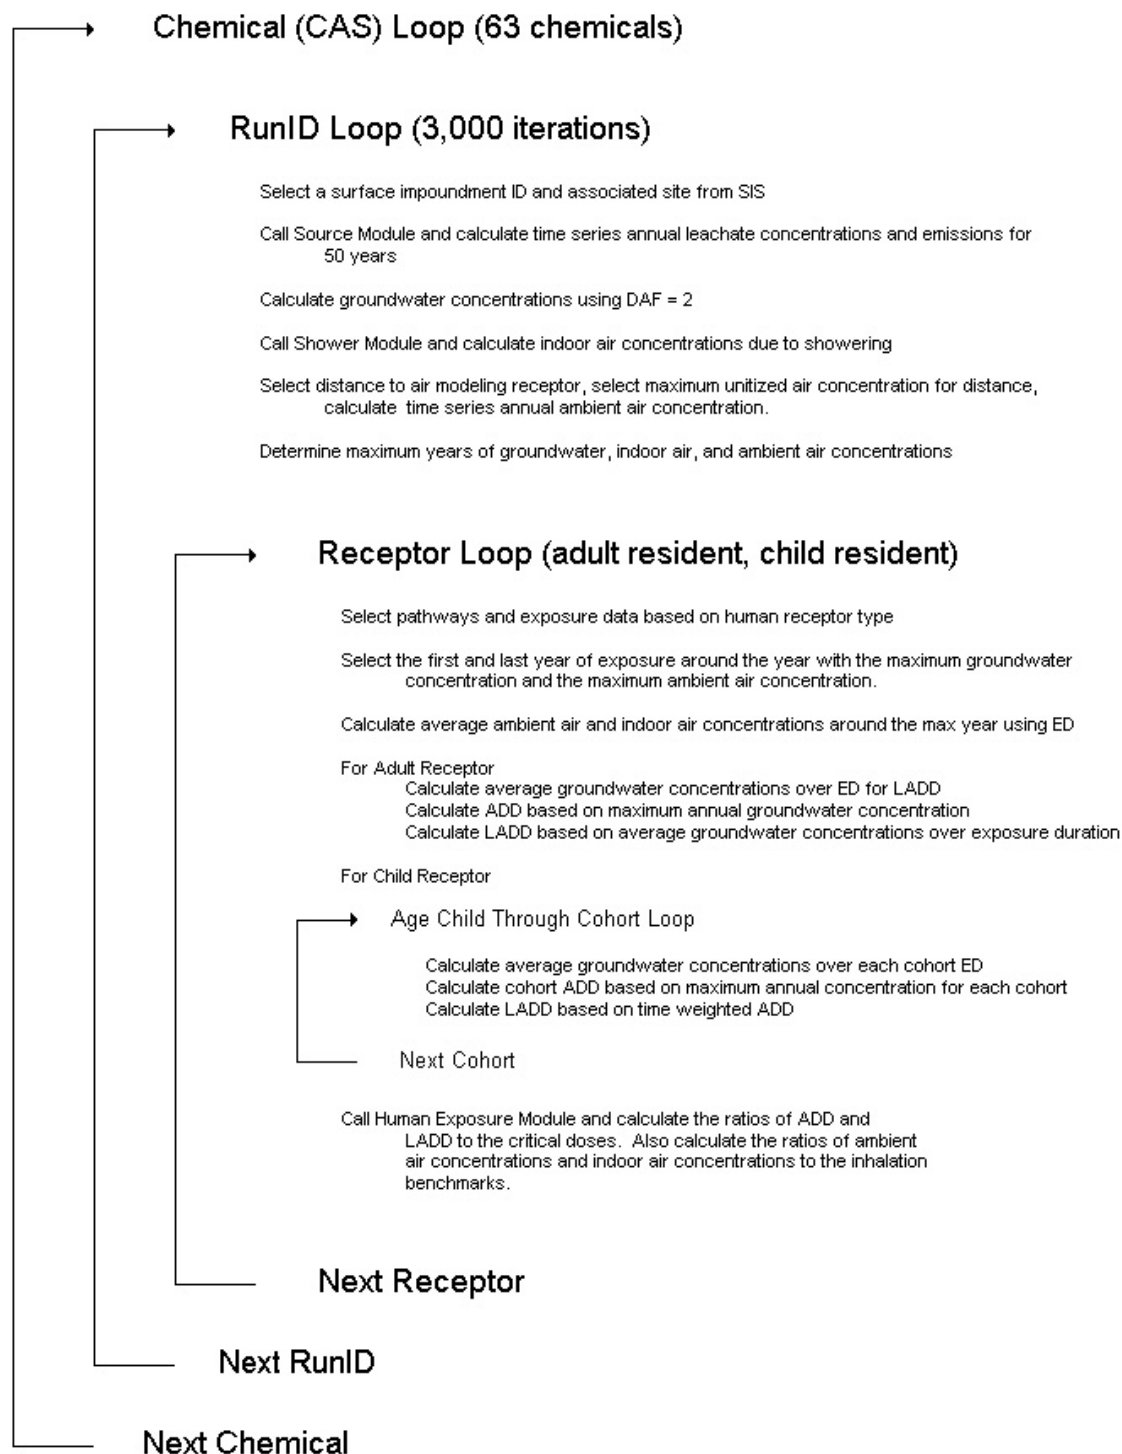 Chemical (CAS) Loop (63 chemicals)
RunID Loop (3,000 iterations)
Select a surface impoundment ID and associated site from SIS
Call Source Module and calculate time series annual leachate concentrations and emissions for
50 years
Calculate groundwater concentrations using DAF = 2
Call Shower Module and calculate indoor air concentrations due to showering
Select distance to air modeling receptor, select maximum unitized air concentration for distance,
calculate time series annual ambient air concentration.
Determine maximum years of groundwater, indoor air, and ambient air concentrations
Receptor Loop (adult resident, child resident)
Select pathways and exposure data based on human receptor type
Select the first and last year of exposure around the year with the maximum groundwater
concentration and the maximum ambient air concentration.
Calculate average ambient air and indoor air concentrations around the max year using ED
For Adult Receptor
Calculate average groundwater concentrations over ED for LADD
Calculate ADD based on maximum annual groundwater concentration
Calculate LADD based on average groundwater concentrations over exposure duration
For Child Receptor
Age Child Through Cohort Loop
Calculate average groundwater concentrations over each cohort ED
Calculate cohort ADD based on maximum annual concentration for each cohort
Calculate LADD based on time weighted ADD
Next Cohort
Call Human Exposure Module and calculate the ratios of ADD and
LADD to the critical doses. Also calculate the ratios of ambient
air concentrations and indoor air concentrations to the inhalation
benchmarks.
Next Receptor
Next RunID
Next Chemical